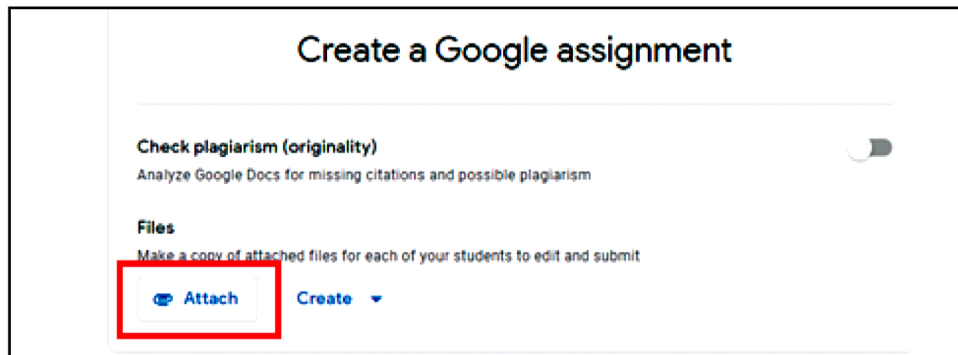 Create a Google assignment
Check plagiarism (originality)
Analyze Google Docs for missing citations and possible plagiarism
Files
Make a copy of attached files for each of your students to edit and submit
Attach Create